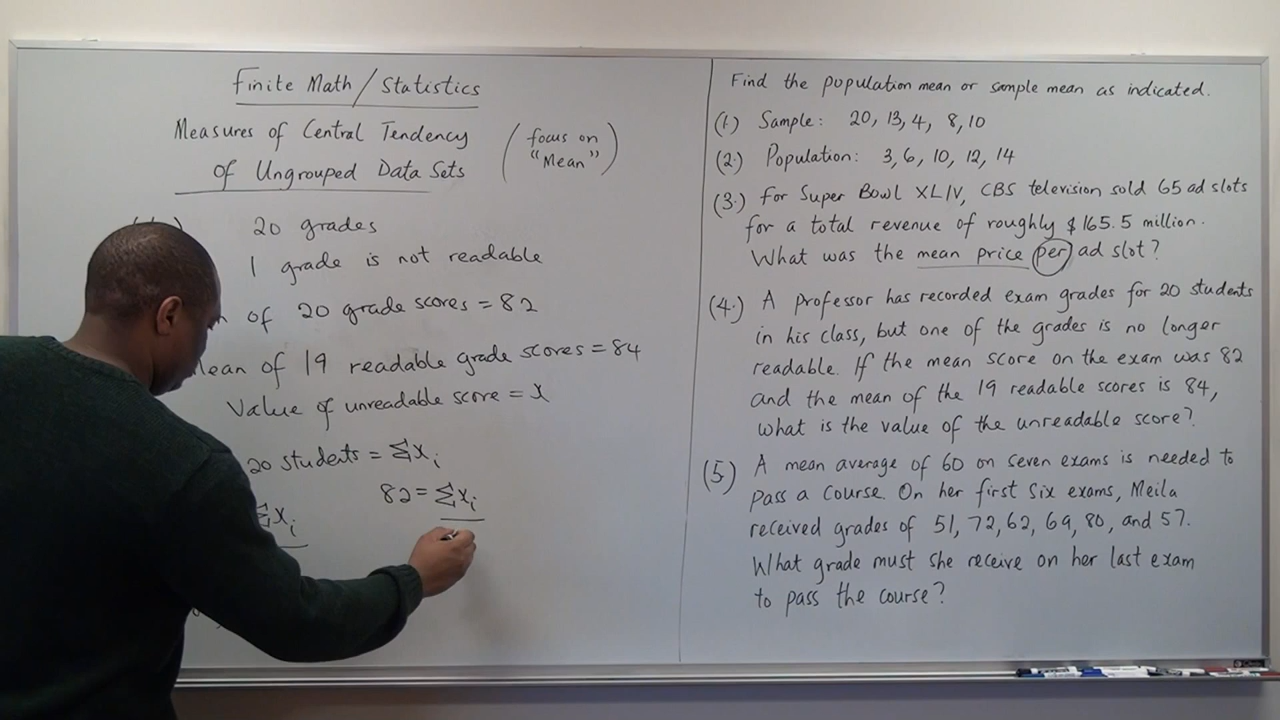 Finite Math/Statistics
Measures of Central Tendency
of Ungrouped Data Sets
(focus on
"Mean")
20 grades
1 grade is not readable
of 20 grade scores = 82
Mean of 19 readable grade scores = 84
Value of unreadable score = x
20 students = Σxᵢ
82 = Σxᵢ
Σxᵢ
Find the population mean or sample mean as indicated.
(1.) Sample: 20, 13, 4, 8, 10
(2.) Population: 3, 6, 10, 12, 14
(3.) For Super Bowl XLIV, CBS television sold 65 ad slots
for a total revenue of roughly $165.5 million.
What was the mean price per ad slot?
(4.) A professor has recorded exam grades for 20 students
in his class, but one of the grades is no longer
readable. If the mean score on the exam was 82
and the mean of the 19 readable scores is 84,
what is the value of the unreadable score?
(5.) A mean average of 60 on seven exams is needed to
pass a course. On her first six exams, Meila
received grades of 51, 72, 62, 69, 80, and 57.
What grade must she receive on her last exam
to pass the course?